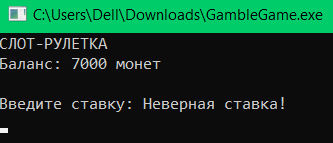 C:\Users\Dell\Downloads\GambleGame.exe
СЛОТ-РУЛЕТКА
Баланс: 7000 монет
Введите ставку: Неверная ставка!